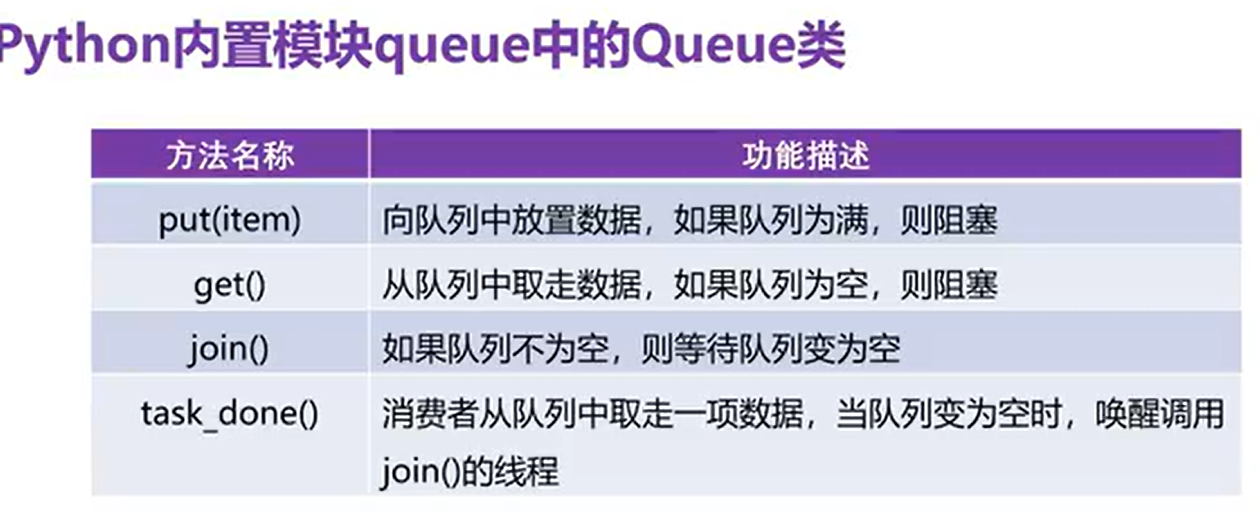 Python内置模块queue中的Queue类
方法名称 功能描述
put(item) 向队列中放置数据，如果队列为满，则阻塞
get() 从队列中取走数据，如果队列为空，则阻塞
join() 如果队列不为空，则等待队列变为空
task_done() 消费者从队列中取走一项数据，当队列变为空时，唤醒调用
join()的线程